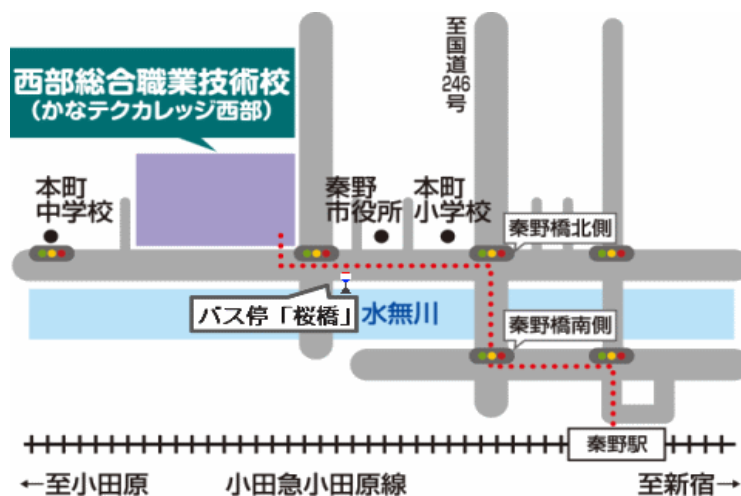 西部総合職業技術校
(かなテクカレッジ西部)
至国道246号
本町
中学校
秦野
市役所
本町
小学校
秦野橋北側
バス停「桜橋」
水無川
秦野橋南側
秦野駅
←至小田原
小田急小田原線
至新宿→